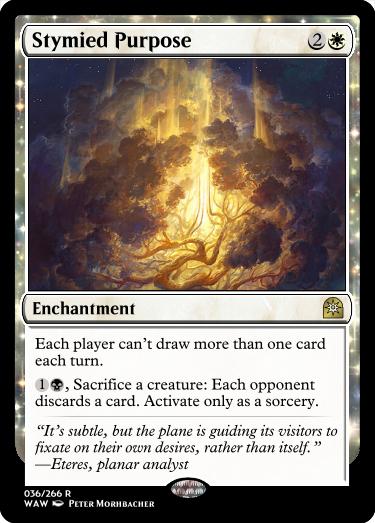 Stymied Purpose 2
Enchantment
Each player can't draw more than one card
each turn.
1, Sacrifice a creature: Each opponent
discards a card. Activate only as a sorcery.
“It's subtle, but the plane is guiding its visitors to
fixate on their own desires, rather than itself.”
—Eteres, planar analyst
036/266 R
WAW Peter Morhbacher